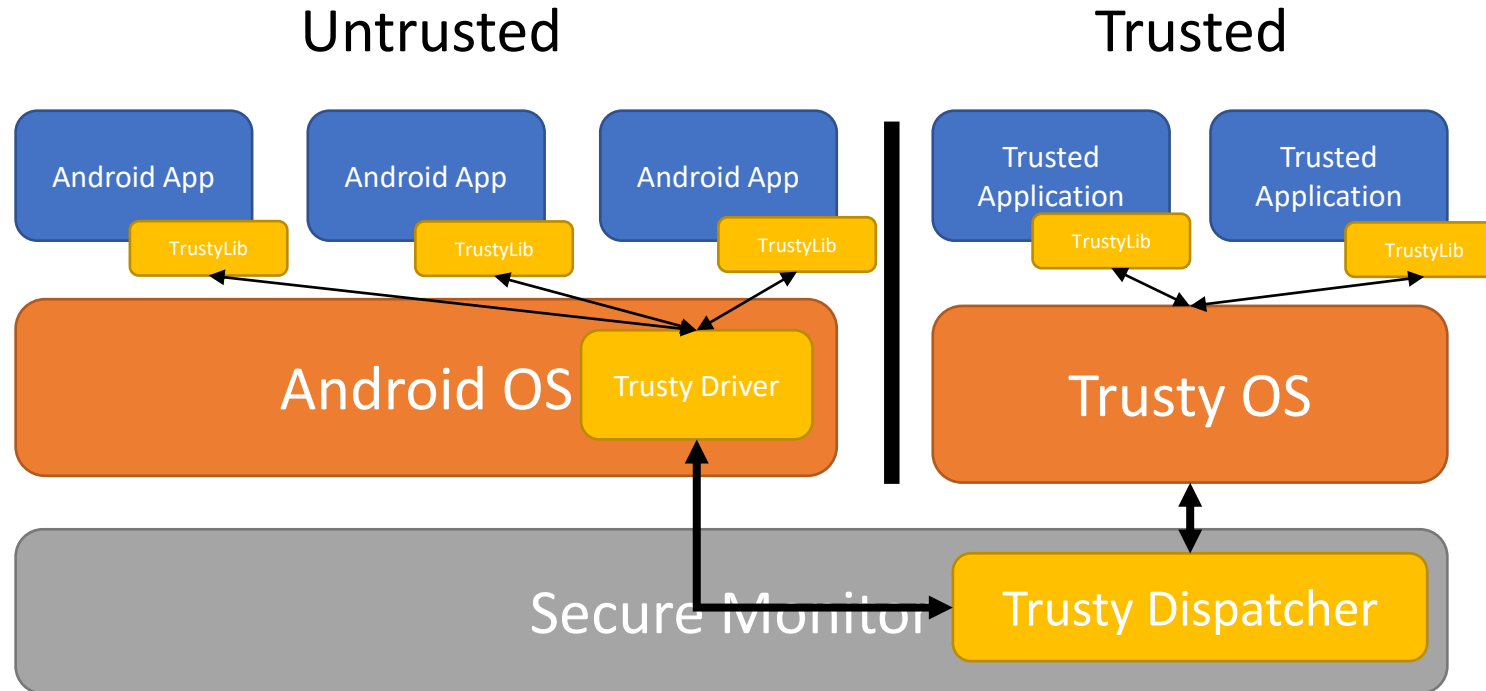 Untrusted
Trusted
Android App
Android App
Android App
Trusted
Application
Trusted
Application
TrustyLib
TrustyLib
TrustyLib
TrustyLib
TrustyLib
Android OS
Trusty Driver
Trusty OS
Secure Monitor
Trusty Dispatcher